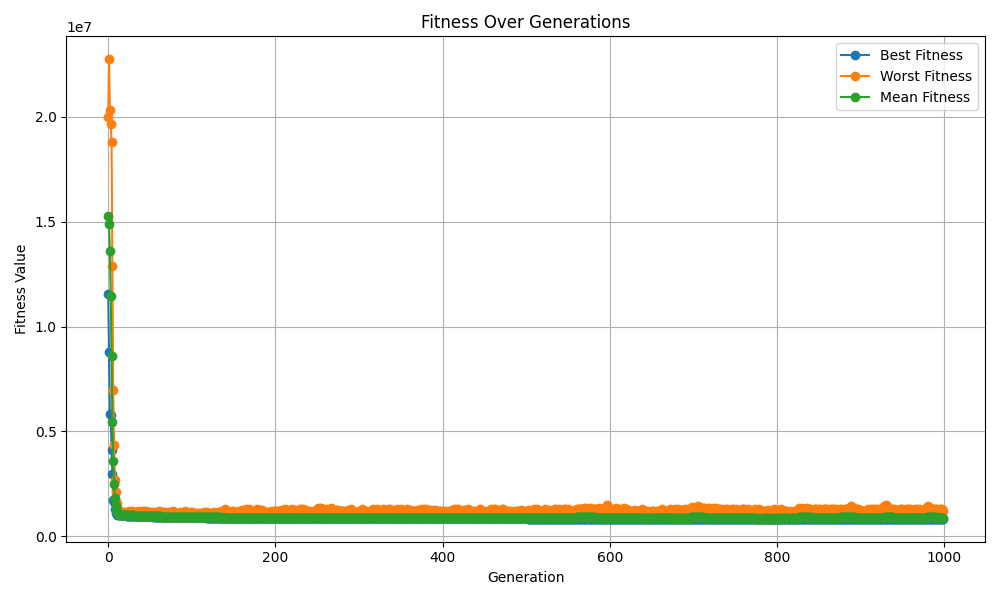 Fitness Over Generations
1e7
Best Fitness
Worst Fitness
Mean Fitness
2.0
1.5
1.0
0.5
0.0
Fitness Value
0
200
400
600
800
1000
Generation